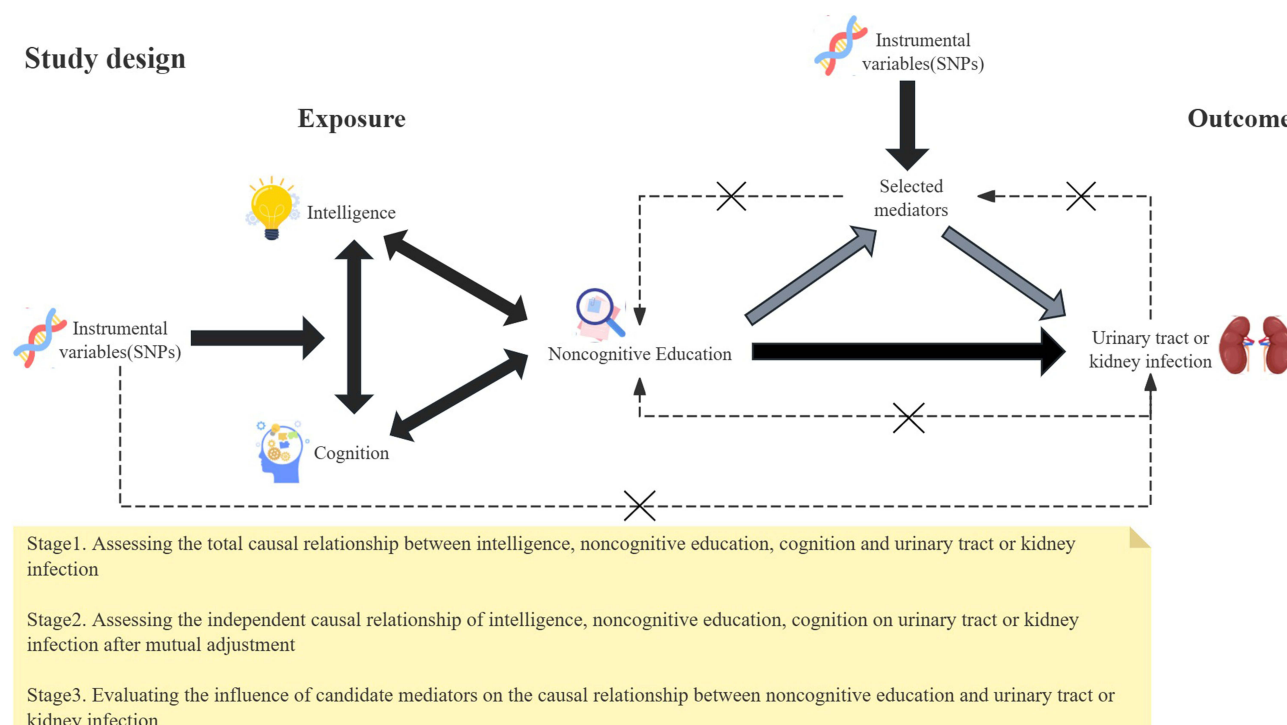 Study design
Instrumental
variables(SNPs)
Exposure
Outcome
Selected
mediators
Intelligence
Instrumental
variables(SNPs)
Noncognitive Education
Urinary tract or
kidney infection
Cognition
Stage1. Assessing the total causal relationship between intelligence, noncognitive education, cognition and urinary tract or kidney
infection
Stage2. Assessing the independent causal relationship of intelligence, noncognitive education, cognition on urinary tract or kidney
infection after mutual adjustment
Stage3. Evaluating the influence of candidate mediators on the causal relationship between noncognitive education and urinary tract or
kidney infection